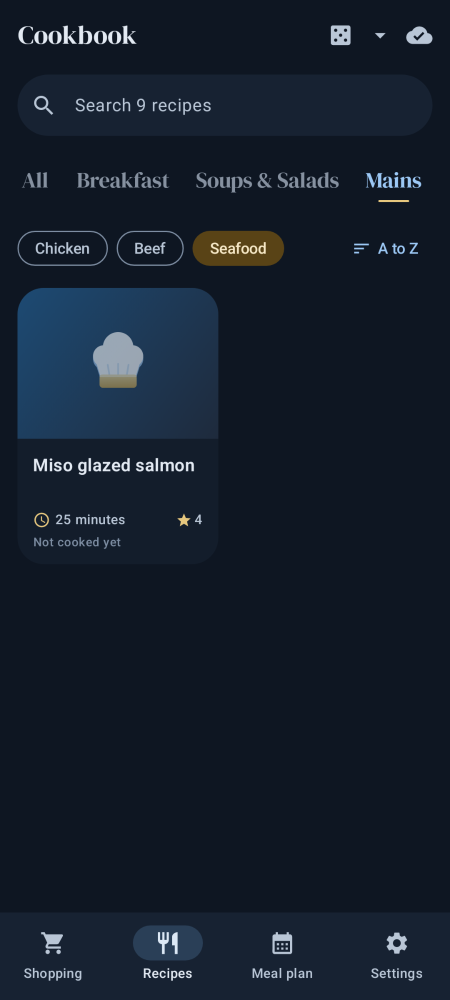 Cookbook
Search 9 recipes
All Breakfast Soups & Salads Mains
Chicken Beef Seafood A to Z
Miso glazed salmon
25 minutes 4
Not cooked yet
Shopping Recipes Meal plan Settings